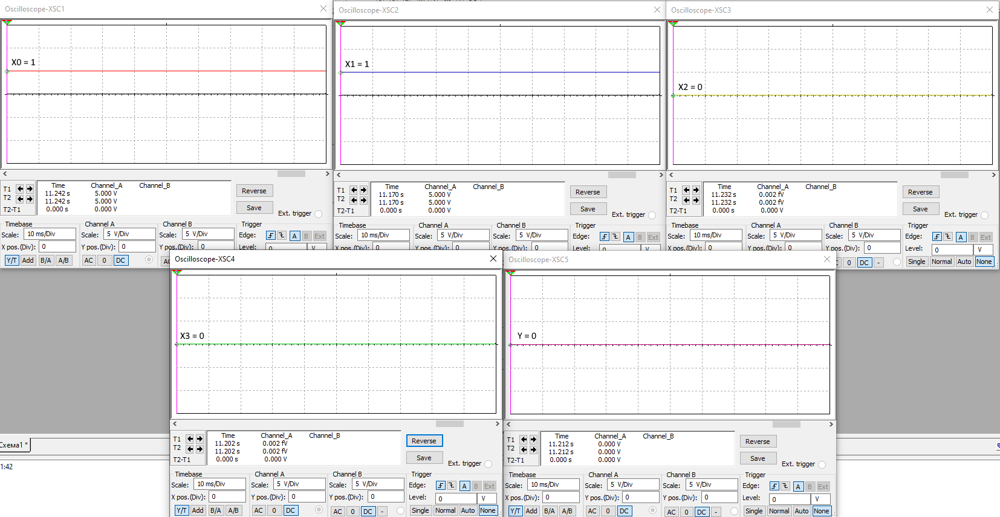 Oscilloscope-XSC1
X0 = 1
Time Channel_A Channel_B
T1 11.242 s 5.000 V
T2 11.242 s 5.000 V
T2-T1 0.000 s 0.000 V
Reverse
Save
Ext. trigger
Timebase Channel A Channel B Trigger
Scale: 10 ms/Div Scale: 5 V/Div Scale: 5 V/Div Edge: A B Ext
X pos.(Div): 0 Y pos.(Div): 0 Y pos.(Div): 0 Level: 0 V
Y/T Add B/A A/B AC 0 DC AC
Oscilloscope-XSC2
X1 = 1
Time Channel_A Channel_B
T1 11.170 s 5.000 V
T2 11.170 s 5.000 V
T2-T1 0.000 s 0.000 V
Reverse
Save
Ext. trigger
Timebase Channel A Channel B Trigger
Scale: 10 ms/Div Scale: 5 V/Div Scale: 5 V/Div Edge: A B Ext
X pos.(Div): 0 Y pos.(Div): 0 Y pos.(Div): 0 Level: 0 V
Oscilloscope-XSC3
X2 = 0
Time Channel_A Channel_B
T1 11.232 s 0.002 fV
T2 11.232 s 0.002 fV
T2-T1 0.000 s 0.000 V
Reverse
Save
Ext. trigger
Timebase Channel A Channel B Trigger
Scale: 10 ms/Div Scale: 5 V/Div Scale: 5 V/Div Edge: A B Ext
X pos.(Div): 0 Y pos.(Div): 0 Y pos.(Div): 0 Level: 0 V
0 DC - Single Normal Auto None
Oscilloscope-XSC4
X3 = 0
Time Channel_A Channel_B
T1 11.202 s 0.002 fV
T2 11.202 s 0.002 fV
T2-T1 0.000 s 0.000 V
Reverse
Save
Ext. trigger
Timebase Channel A Channel B Trigger
Scale: 10 ms/Div Scale: 5 V/Div Scale: 5 V/Div Edge: A B Ext
X pos.(Div): 0 Y pos.(Div): 0 Y pos.(Div): 0 Level: 0 V
Y/T Add B/A A/B AC 0 DC AC 0 DC - Single Normal Auto None
Oscilloscope-XSC5
Y = 0
Time Channel_A Channel_B
T1 11.212 s 0.000 V
T2 11.212 s 0.000 V
T2-T1 0.000 s 0.000 V
Reverse
Save
Ext. trigger
Timebase Channel A Channel B Trigger
Scale: 10 ms/Div Scale: 5 V/Div Scale: 5 V/Div Edge: A B Ext
X pos.(Div): 0 Y pos.(Div): 0 Y pos.(Div): 0 Level: 0 V
Y/T Add B/A A/B AC 0 DC AC 0 DC - Single Normal Auto None
Схема1 *
1:42